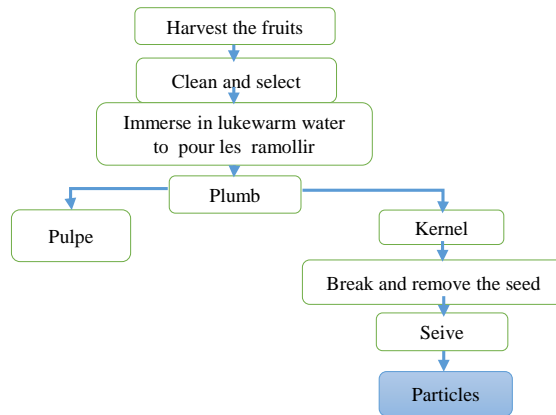 Harvest the fruits
Clean and select
Immerse in lukewarm water
to pour les ramollir
Plumb
Pulpe
Kernel
Break and remove the seed
Seive
Particles